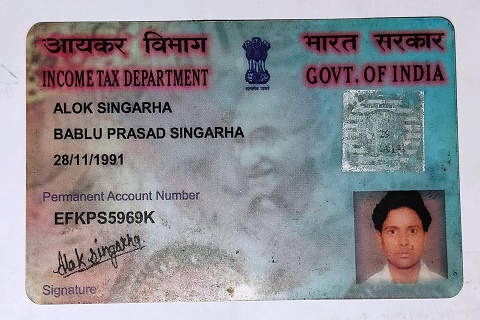 आयकर विभाग
भारत सरकार
INCOME TAX DEPARTMENT
GOVT. OF INDIA
ALOK SINGARHA
BABLU PRASAD SINGARHA
28/11/1991
Permanent Account Number
EFKPS5969K
Alok Singarha
Signature